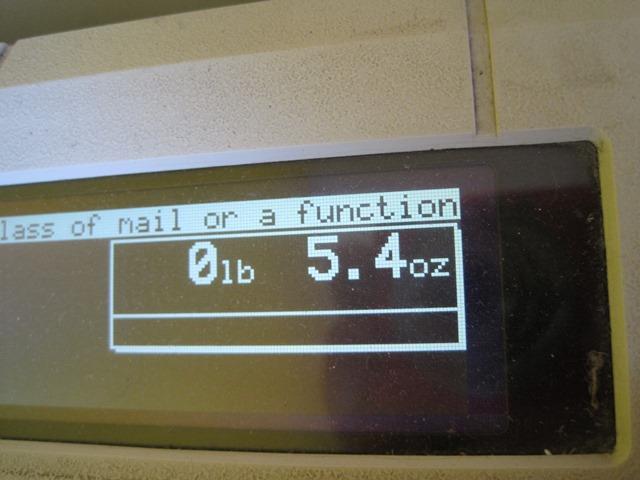 lass of mail or a function
0lb 5.4oz